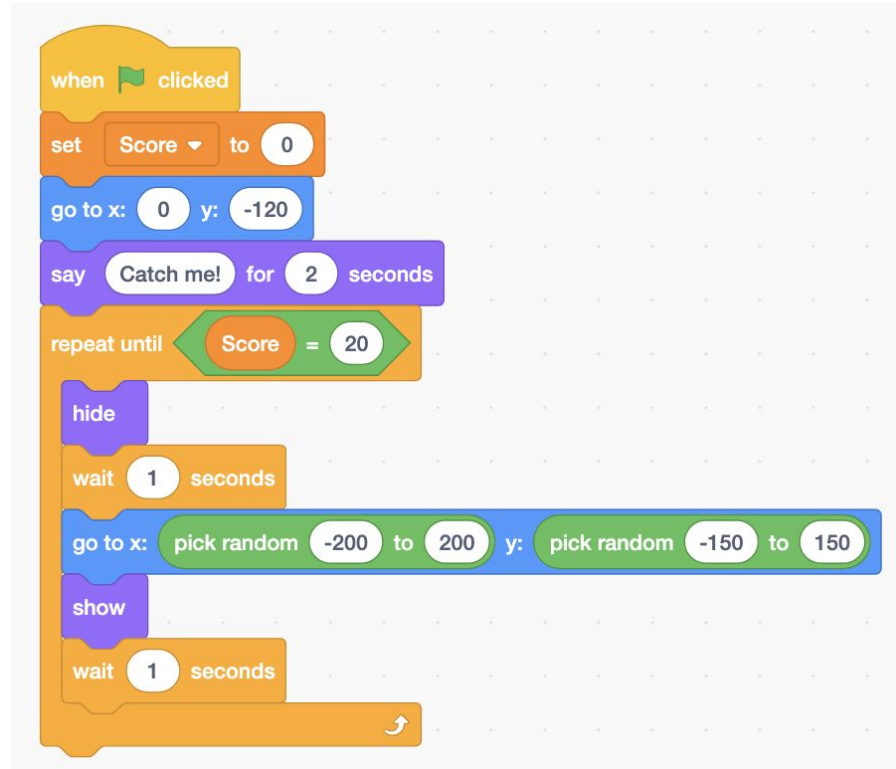 when clicked
set Score to 0
go to x: 0 y: -120
say Catch me! for 2 seconds
repeat until Score = 20
hide
wait 1 seconds
go to x: pick random -200 to 200 y: pick random -150 to 150
show
wait 1 seconds